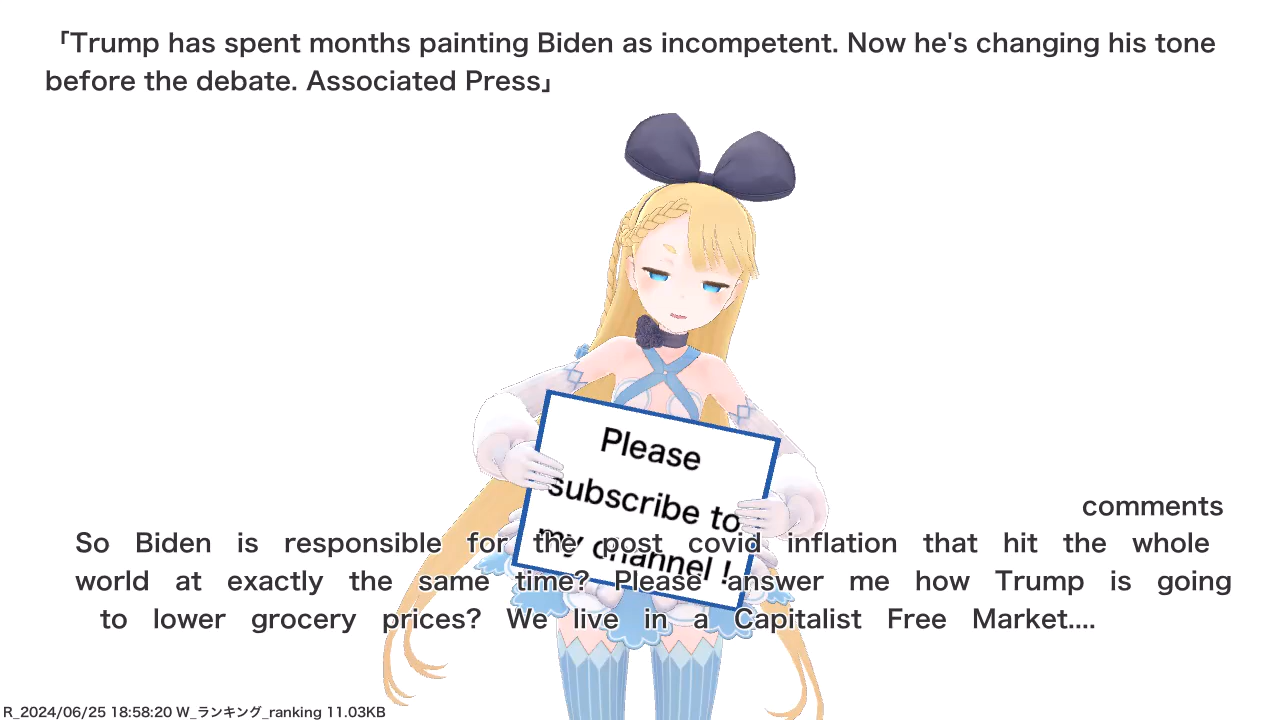 「Trump has spent months painting Biden as incompetent. Now he's changing his tone
before the debate. Associated Press」
Please
subscribe to
my channel !
comments
So Biden is responsible for the post covid inflation that hit the whole
world at exactly the same time? Please answer me how Trump is going
to lower grocery prices? We live in a Capitalist Free Market....
R_2024/06/25 18:58:20 W_ランキング_ranking 11.03KB